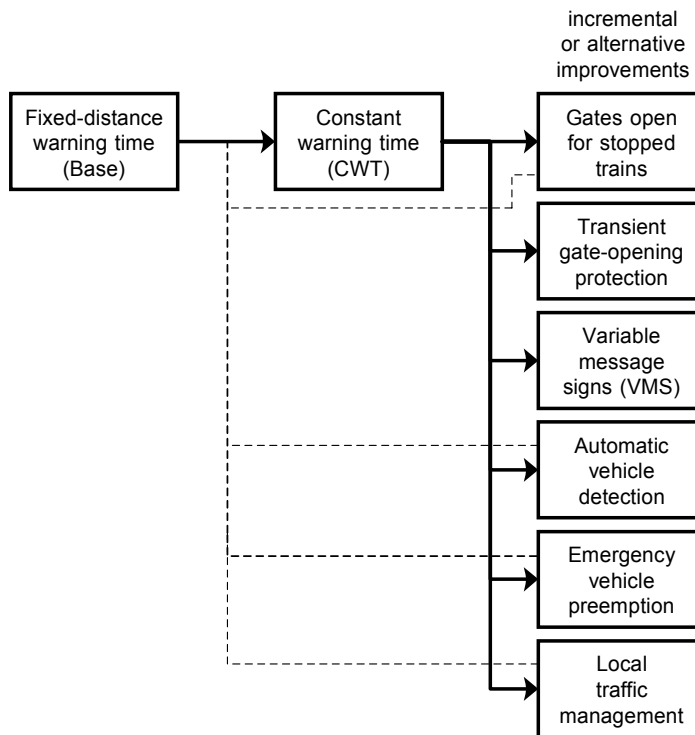 incremental
or alternative
improvements
Fixed-distance
warning time
(Base)
Constant
warning time
(CWT)
Gates open
for stopped
trains
Transient
gate-opening
protection
Variable
message
signs (VMS)
Automatic
vehicle
detection
Emergency
vehicle
preemption
Local
traffic
management